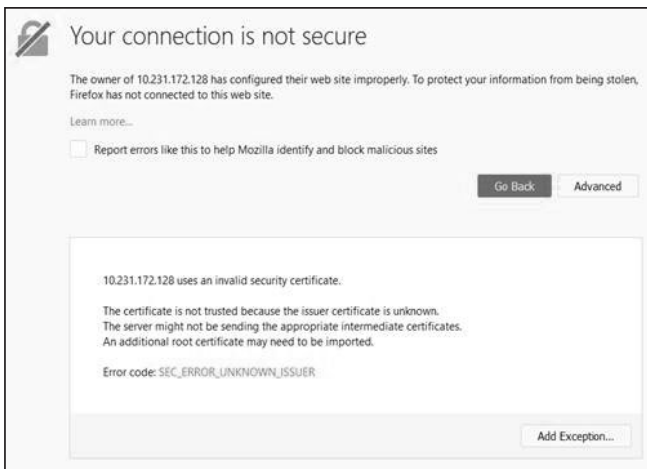 Your connection is not secure
The owner of 10.231.172.128 has configured their web site improperly. To protect your information from being stolen,
Firefox has not connected to this web site.
Learn more...
Report errors like this to help Mozilla identify and block malicious sites
Go Back Advanced
10.231.172.128 uses an invalid security certificate.
The certificate is not trusted because the issuer certificate is unknown.
The server might not be sending the appropriate intermediate certificates.
An additional root certificate may need to be imported.
Error code: SEC_ERROR_UNKNOWN_ISSUER
Add Exception...